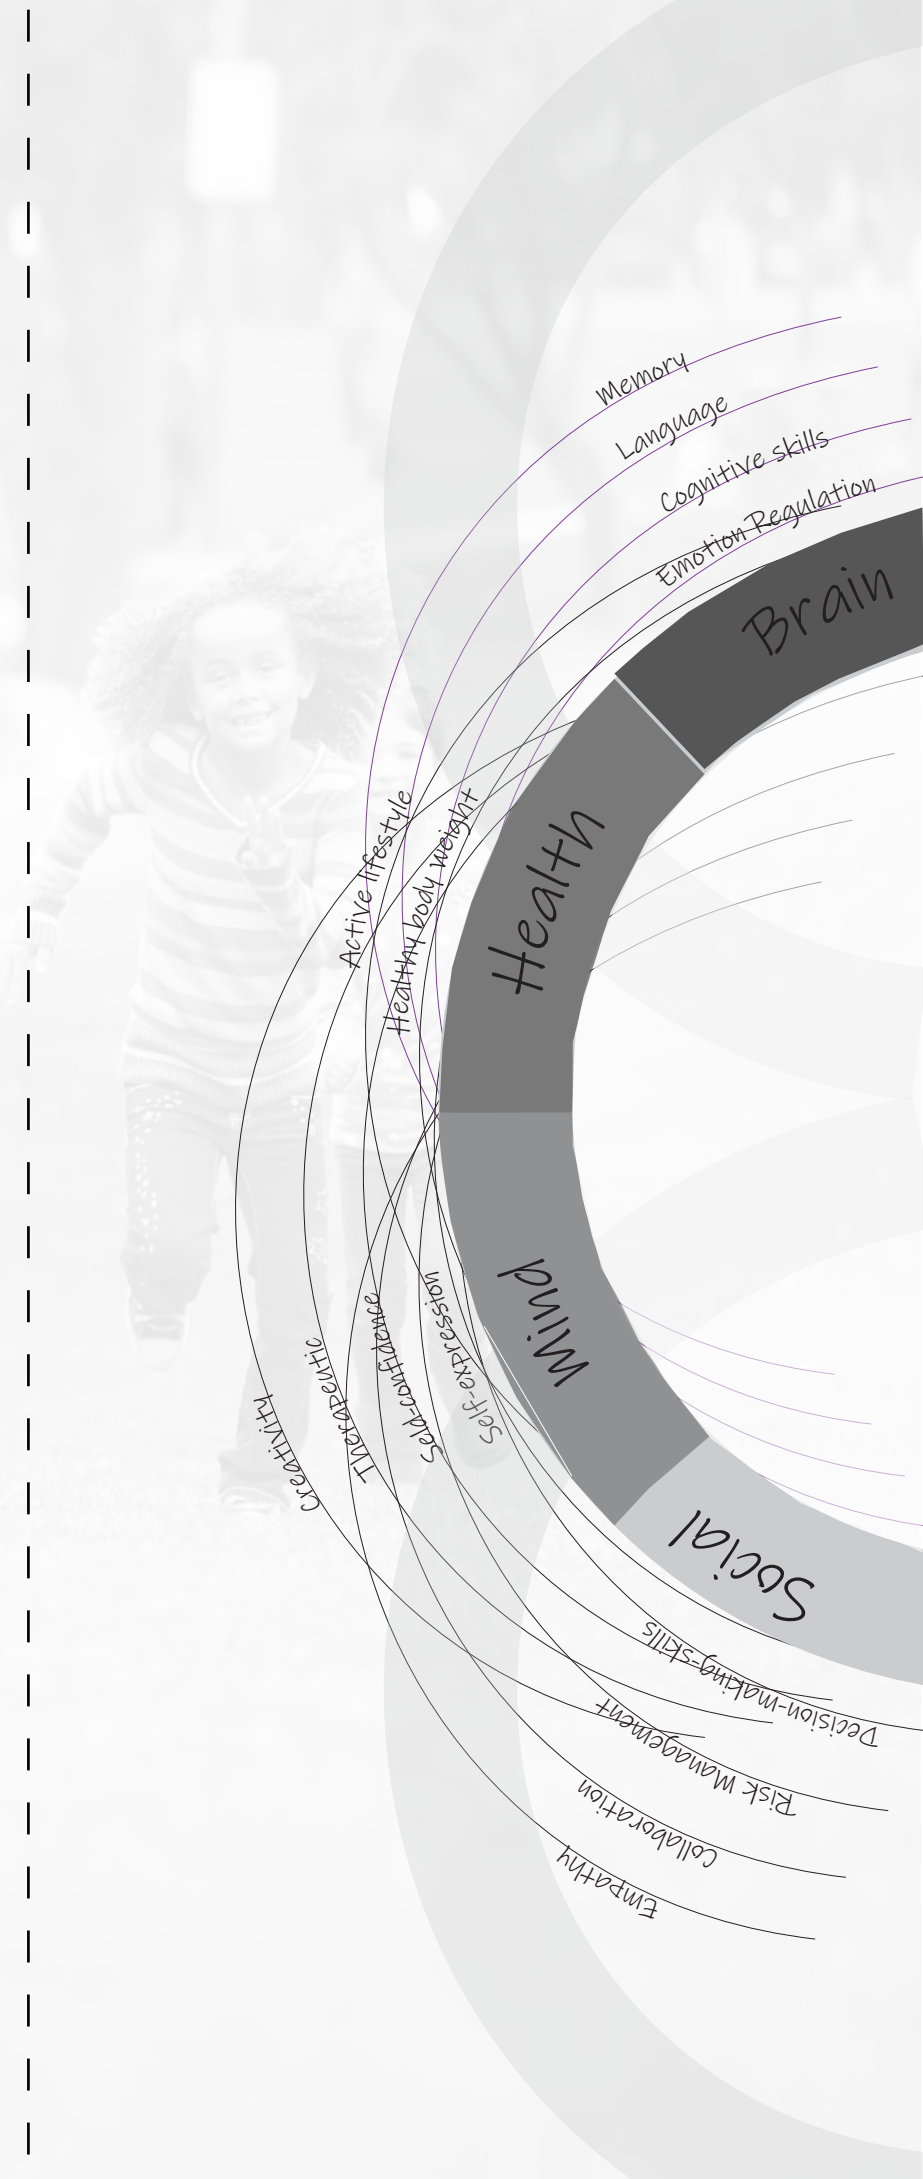 Memory
Language
Cognitive skills
Emotion Regulation
Brain
Active lifestyle
Healthy body weight
Health
Mind
Self-expression
Seld-confidence
Therapeutic
Creativity
Social
Decision-making-skills
Risk Management
Collaboration
Empathy